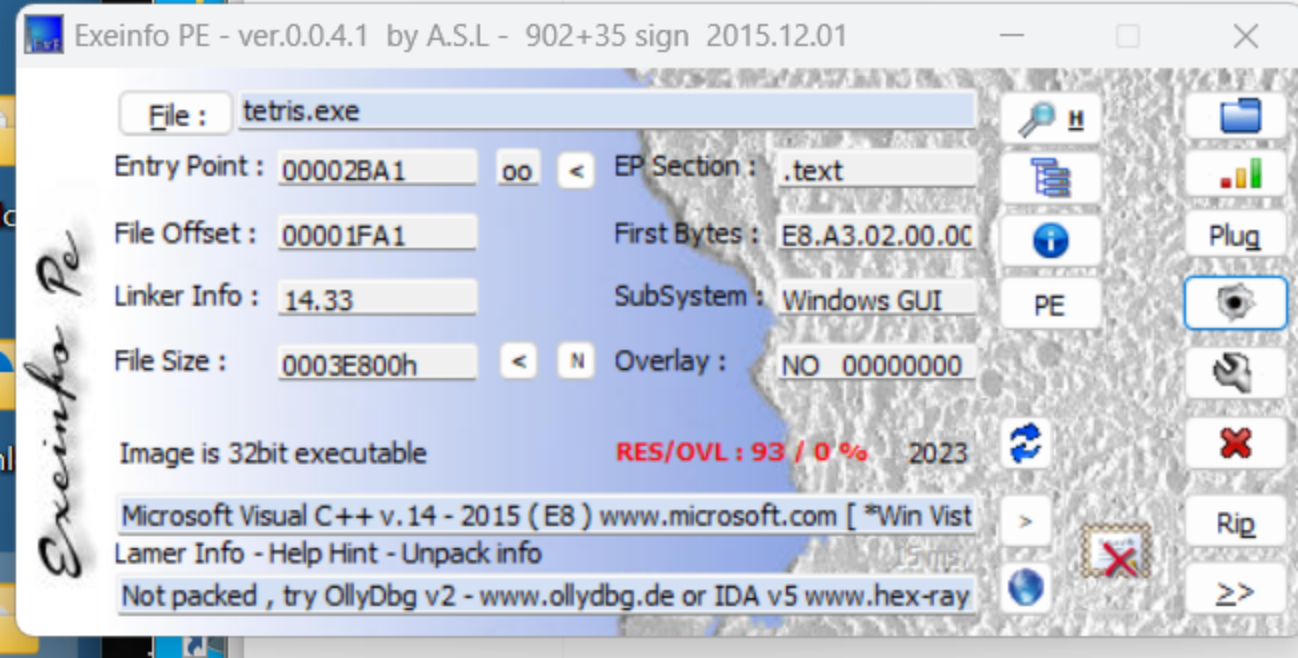 Exeinfo PE - ver.0.0.4.1 by A.S.L - 902+35 sign 2015.12.01
File : tetris.exe H
Entry Point : 00002BA1 oo < EP Section : .text
File Offset : 00001FA1 First Bytes : E8.A3.02.00.00 Plug
Linker Info : 14.33 SubSystem : Windows GUI PE
File Size : 0003E800h < N Overlay : NO 00000000
Image is 32bit executable RES/OVL : 93 / 0 % 2023
Microsoft Visual C++ v.14 - 2015 ( E8 ) www.microsoft.com [ *Win Vist > Rip
Lamer Info - Help Hint - Unpack info 15 ms.
Not packed , try OllyDbg v2 - www.ollydbg.de or IDA v5 www.hex-ray >>
Exeinfo Pe